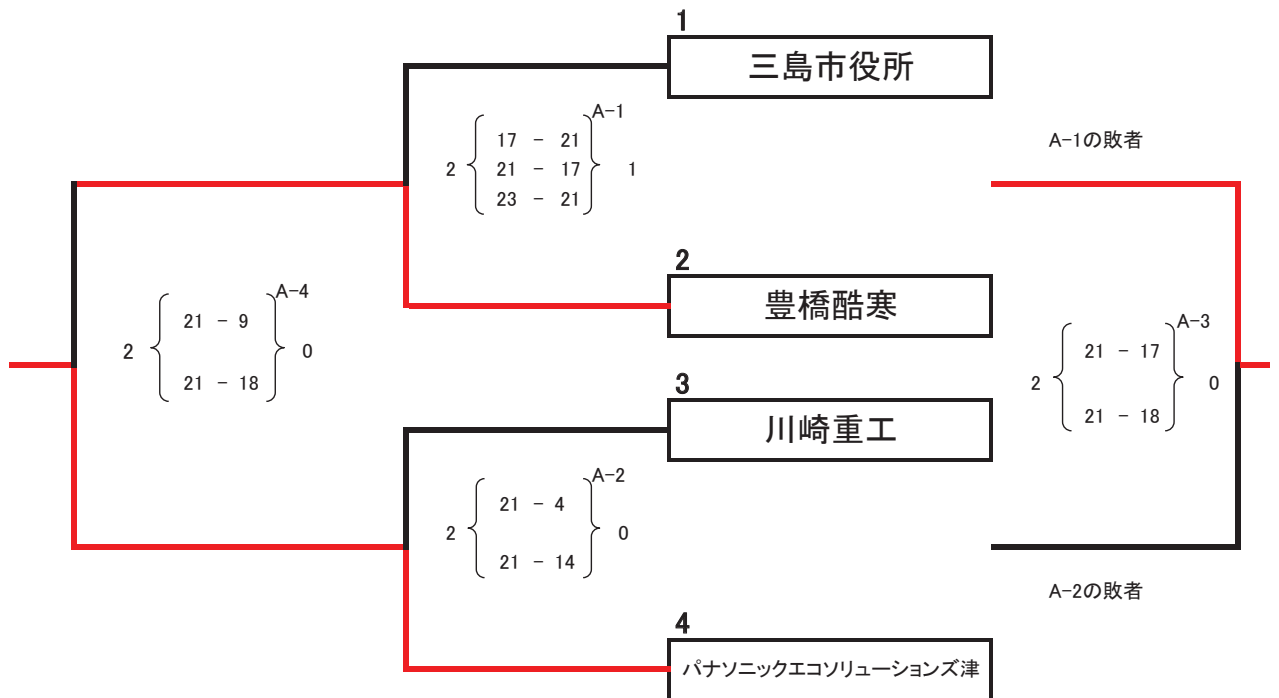 1
三島市役所
A-1
17 - 21
2 21 - 17 1
23 - 21
A-1の敗者
2
豊橋酷寒
A-4
21 - 9
2 0
21 - 18
A-3
21 - 17
2 0
21 - 18
3
川崎重工
A-2
21 - 4
2 0
21 - 14
A-2の敗者
4
パナソニックエコソリューションズ津